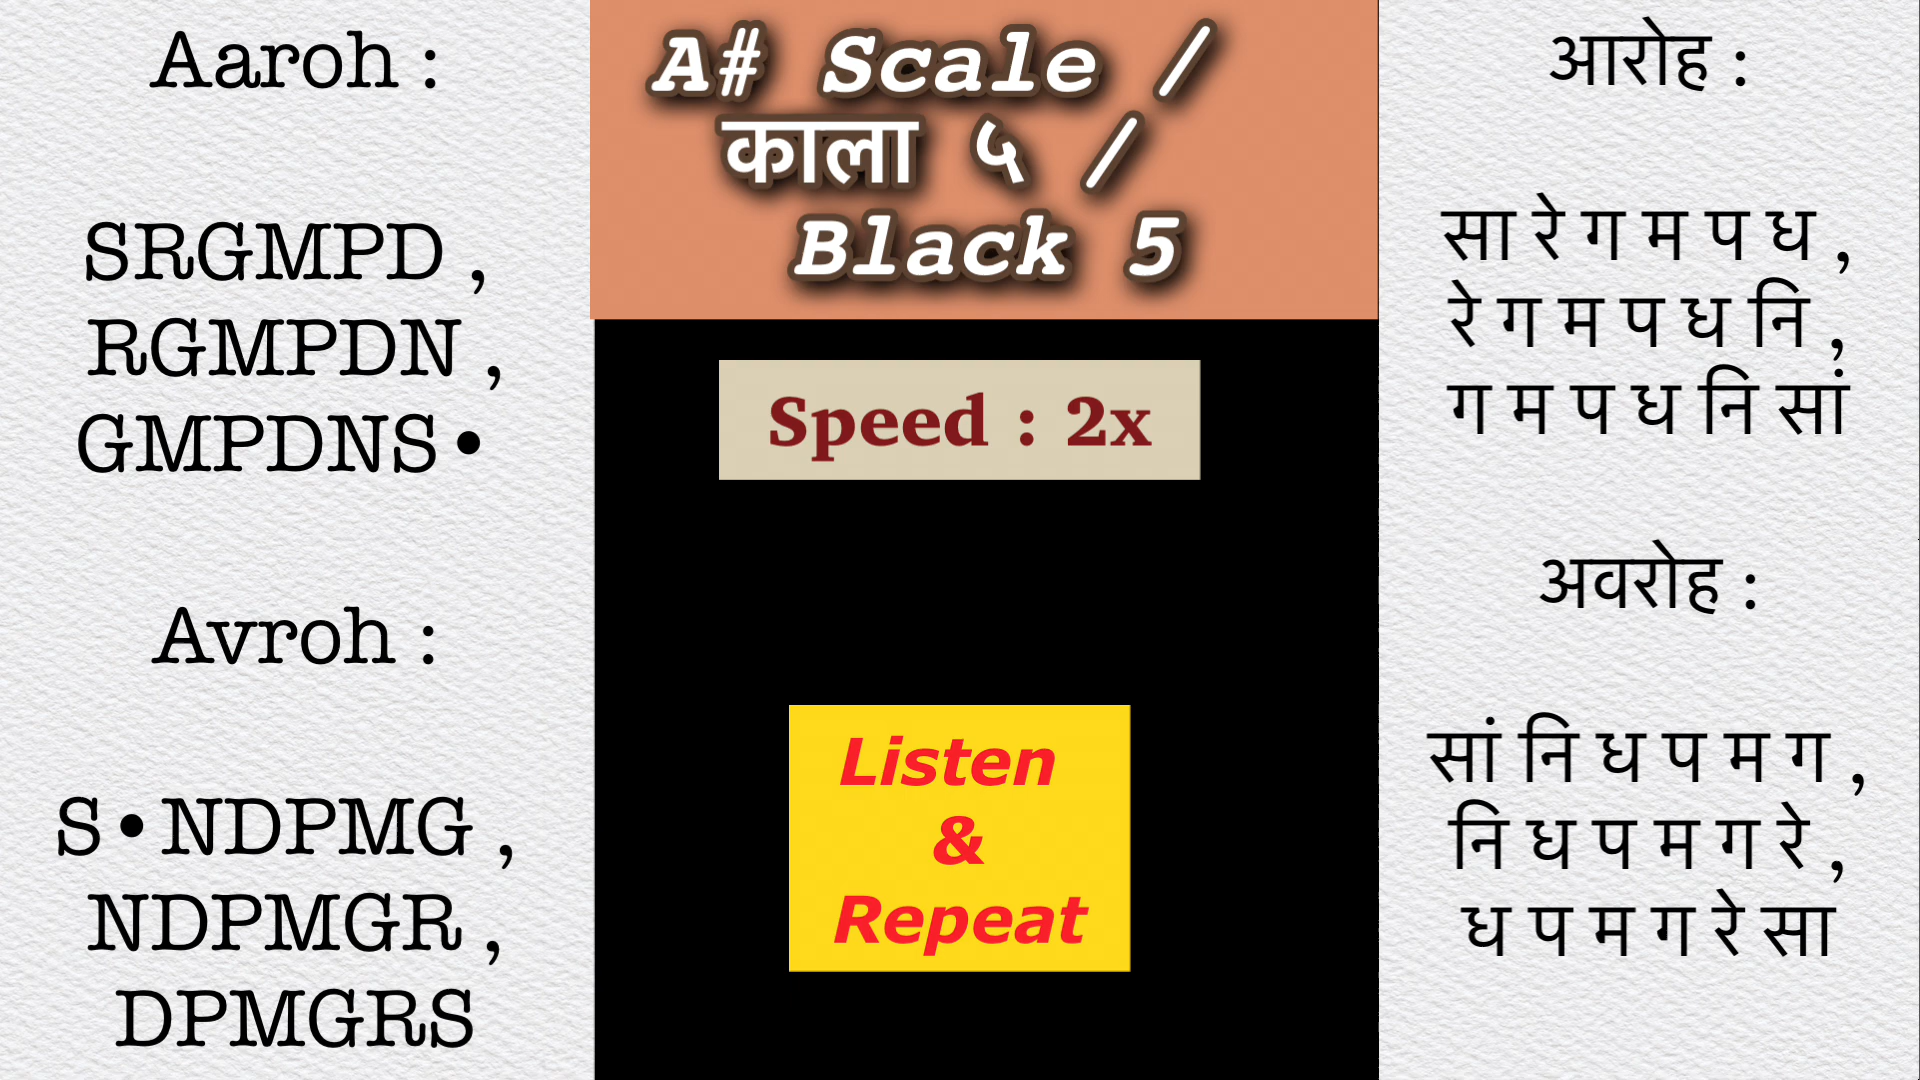 Aaroh :
SRGMPD ,
RGMPDN ,
GMPDNS •
Avroh :
S • NDPMG ,
NDPMGR ,
DPMGRS
A# Scale /
काला ५ /
Black 5
Speed : 2x
Listen
&
Repeat
आरोह :
सा रे ग म प ध ,
रे ग म प ध नि ,
ग म प ध नि सां
अवरोह :
सां नि ध प म ग ,
नि ध प म ग रे ,
ध प म ग रे सा